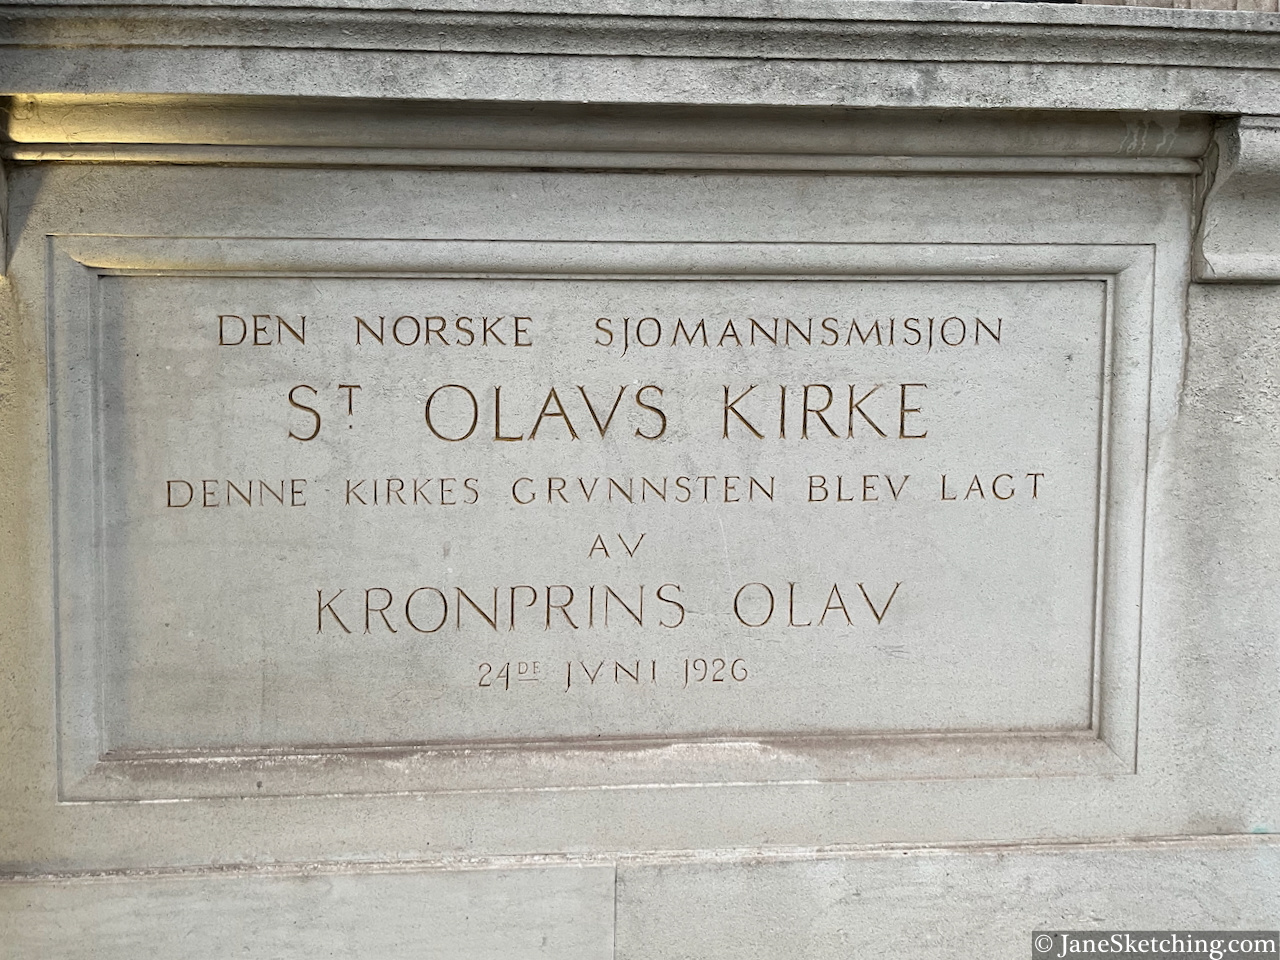 DEN NORSKE SJOMANNSMISJON
ST. OLAVS KIRKE
DENNE KIRKES GRVNNSTEN BLEV LAGT
AV
KRONPRINS OLAV
24DE JVNI 1926
© JaneSketching.com